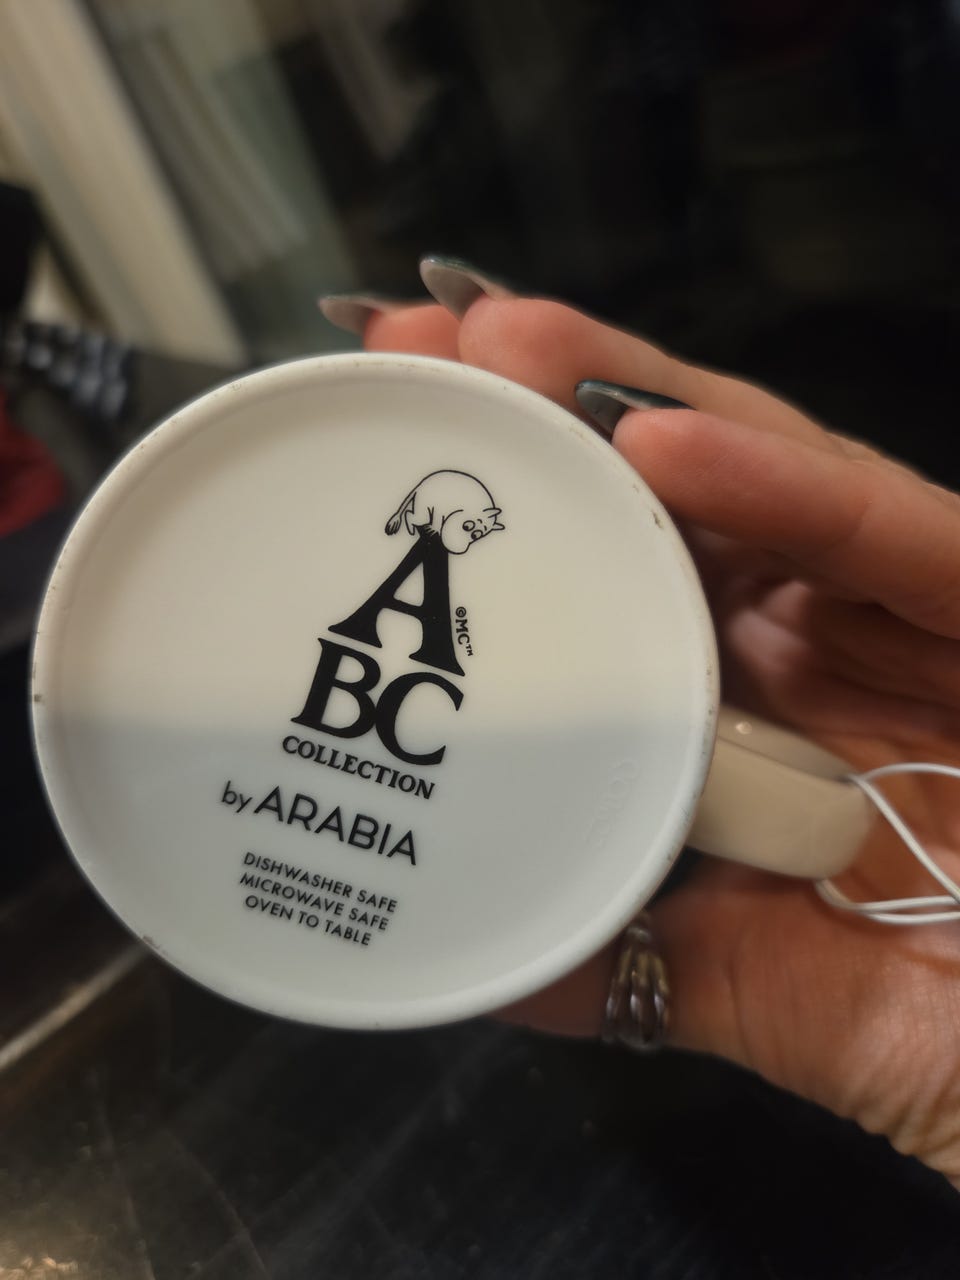 A
©MC™
BC
COLLECTION
by ARABIA
DISHWASHER SAFE
MICROWAVE SAFE
OVEN TO TABLE